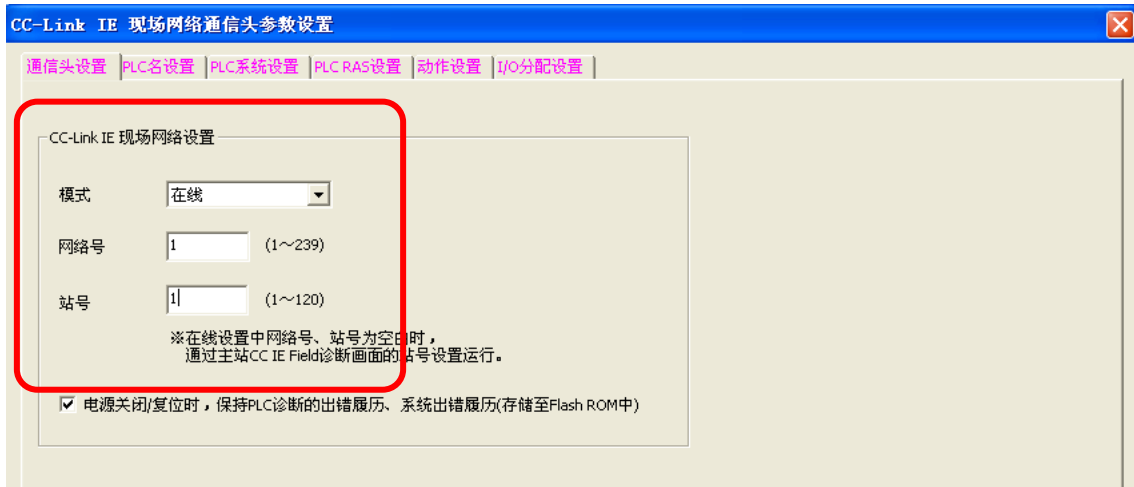 CC-Link IE 现场网络通信头参数设置
通信头设置 PLC名设置 PLC系统设置 PLC RAS设置 动作设置 I/O分配设置
CC-Link IE 现场网络设置
模式 在线
网络号 1 (1～239)
站号 1 (1～120)
※在线设置中网络号、站号为空白时，
通过主站CC IE Field诊断画面的站号设置运行。
电源关闭/复位时，保持PLC诊断的出错履历、系统出错履历(存储至Flash ROM中)